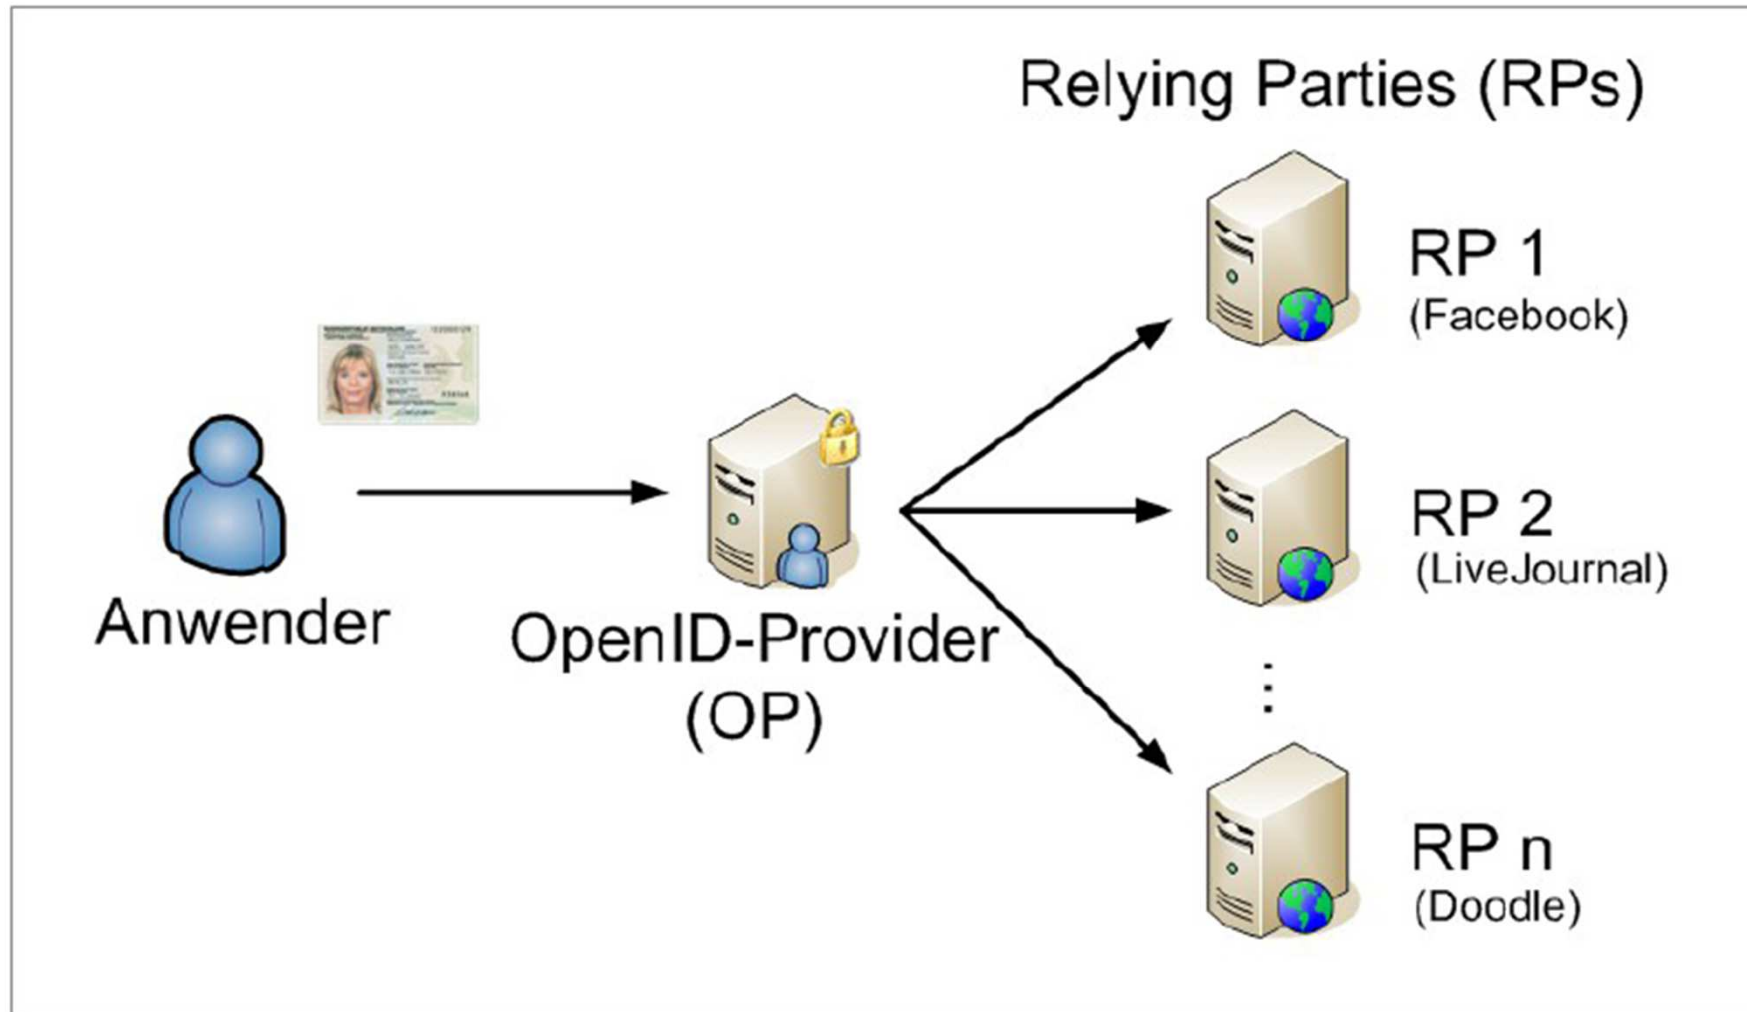 Relying Parties (RPs)
RP 1
(Facebook)
RP 2
(LiveJournal)
Anwender
OpenID-Provider
(OP)
⋮
RP n
(Doodle)